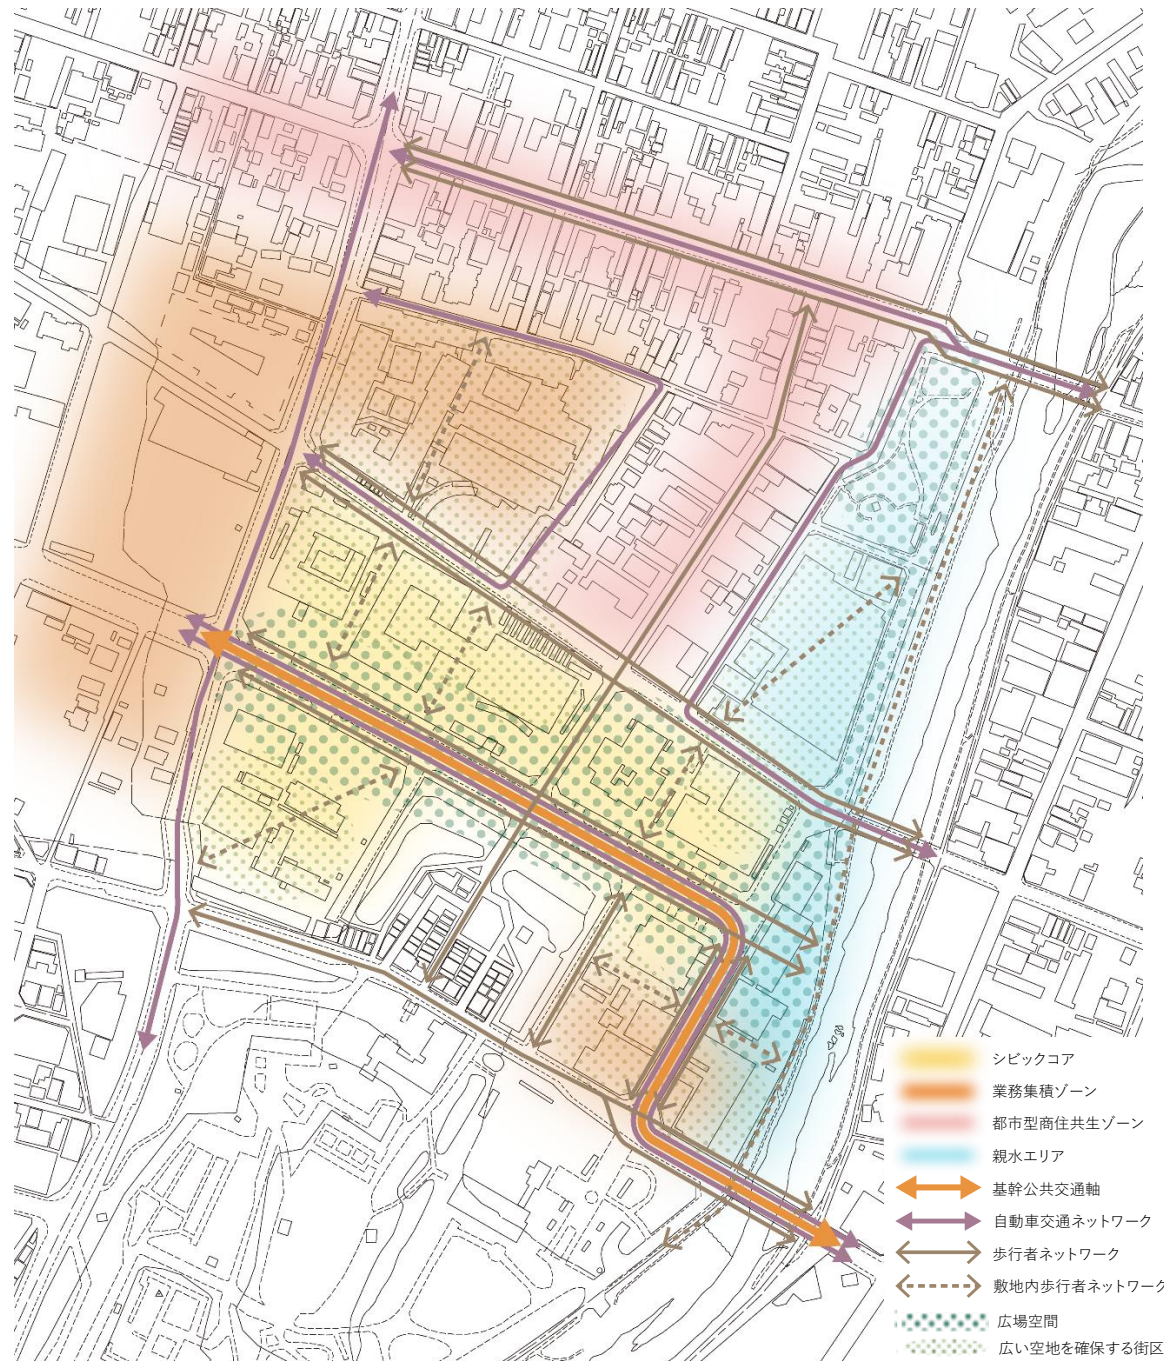 シビックコア
業務集積ゾーン
都市型商住共生ゾーン
親水エリア
基幹公共交通軸
自動車交通ネットワーク
歩行者ネットワーク
敷地内歩行者ネットワーク
広場空間
広い空地を確保する街区